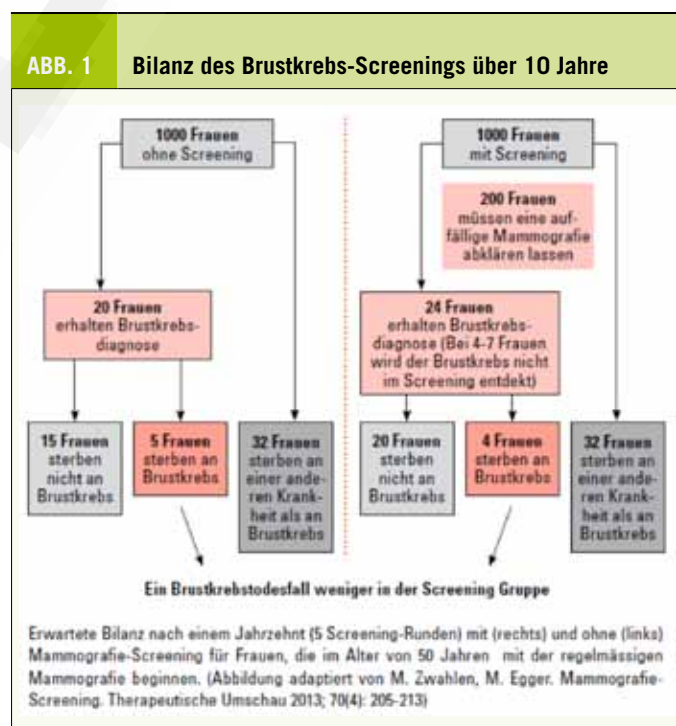 ABB. 1 Bilanz des Brustkrebs-Screenings über 10 Jahre
1000 Frauen
ohne Screening
20 Frauen
erhalten Brustkrebs-
diagnose
15 Frauen
sterben
nicht an
Brustkrebs
5 Frauen
sterben an
Brustkrebs
32 Frauen
sterben an
einer ande-
ren Krank-
heit als an
Brustkrebs
1000 Frauen
mit Screening
200 Frauen
müssen eine auf-
fällige Mammografie
abklären lassen
24 Frauen
erhalten Brustkrebs-
diagnose (Bei 4-7 Frauen
wird der Brustkrebs nicht
im Screening entdekt)
20 Frauen
sterben
nicht an
Brustkrebs
4 Frauen
sterben an
Brustkrebs
32 Frauen
sterben an
einer ande-
ren Krank-
heit als an
Brustkrebs
Ein Brustkrebstodesfall weniger in der Screening Gruppe
Erwartete Bilanz nach einem Jahrzehnt (5 Screening-Runden) mit (rechts) und ohne (links)
Mammografie-Screening für Frauen, die im Alter von 50 Jahren mit der regelmässigen
Mammografie beginnen. (Abbildung adaptiert von M. Zwahlen, M. Egger. Mammografie-
Screening. Therapeutische Umschau 2013; 70(4): 205-213)